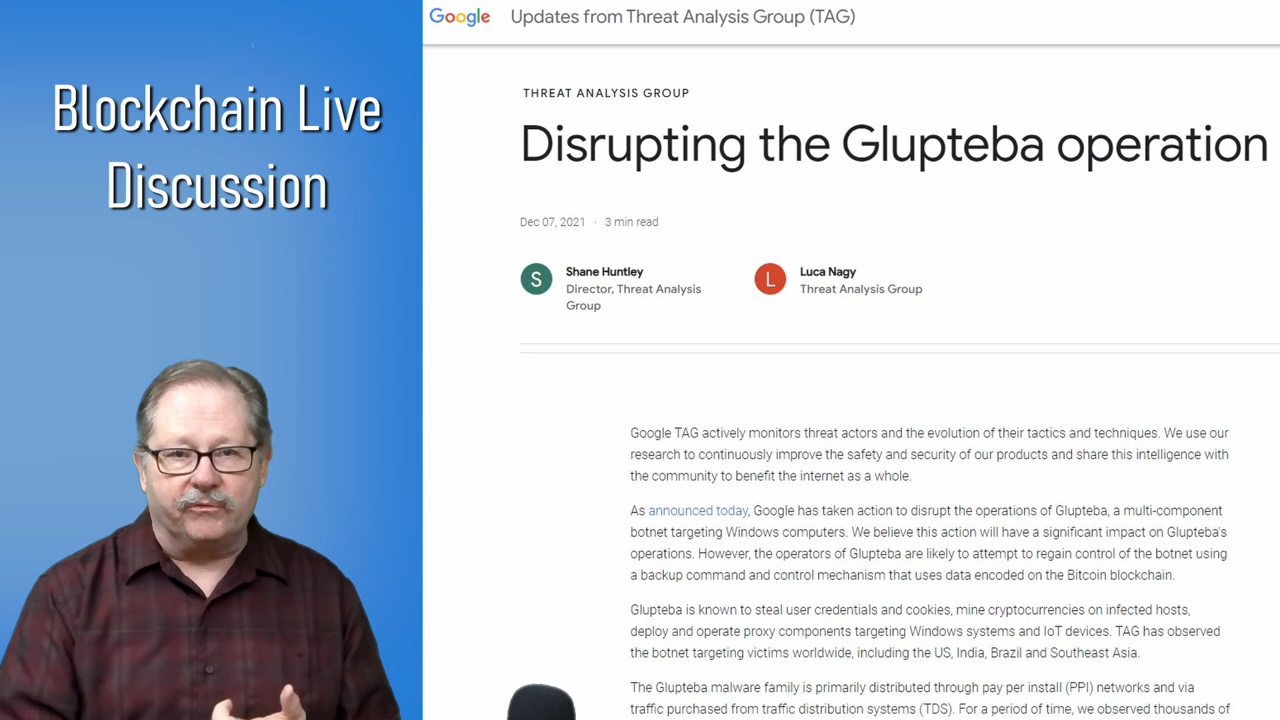 Blockchain Live
Discussion
Google Updates from Threat Analysis Group (TAG)
THREAT ANALYSIS GROUP
Disrupting the Glupteba operation
Dec 07, 2021 · 3 min read
S
Shane Huntley
Director, Threat Analysis
Group
L
Luca Nagy
Threat Analysis Group
Google TAG actively monitors threat actors and the evolution of their tactics and techniques. We use our
research to continuously improve the safety and security of our products and share this intelligence with
the community to benefit the internet as a whole.
As announced today, Google has taken action to disrupt the operations of Glupteba, a multi-component
botnet targeting Windows computers. We believe this action will have a significant impact on Glupteba's
operations. However, the operators of Glupteba are likely to attempt to regain control of the botnet using
a backup command and control mechanism that uses data encoded on the Bitcoin blockchain.
Glupteba is known to steal user credentials and cookies, mine cryptocurrencies on infected hosts,
deploy and operate proxy components targeting Windows systems and IoT devices. TAG has observed
the botnet targeting victims worldwide, including the US, India, Brazil and Southeast Asia.
The Glupteba malware family is primarily distributed through pay per install (PPI) networks and via
traffic purchased from traffic distribution systems (TDS). For a period of time, we observed thousands of